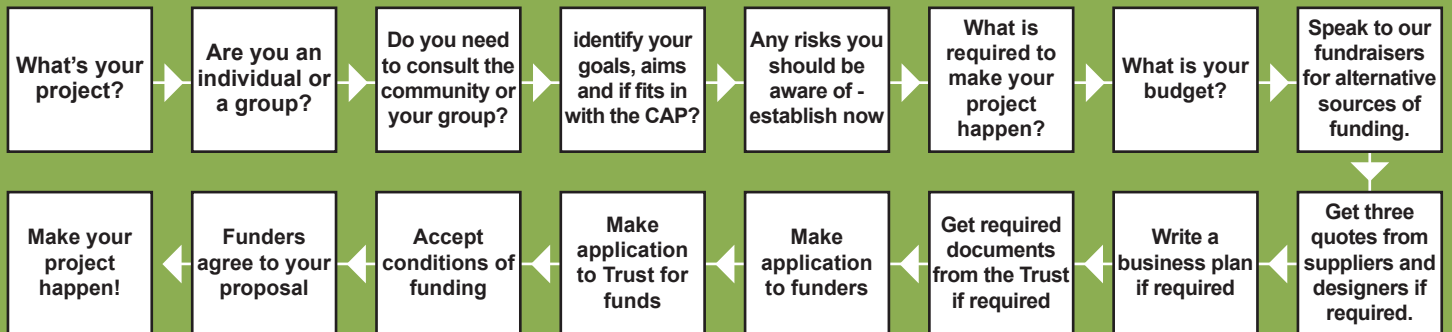 What's your
project?
Are you an
individual or
a group?
Do you need
to consult the
community or
your group?
identify your
goals, aims
and if fits in
with the CAP?
Any risks you
should be
aware of -
establish now
What is
required to
make your
project
happen?
What is your
budget?
Speak to our
fundraisers
for alternative
sources of
funding.
Get three
quotes from
suppliers and
designers if
required.
Write a
business plan
if required
Get required
documents
from the Trust
if required
Make
application
to funders
Make
application
to Trust for
funds
Accept
conditions of
funding
Funders
agree to your
proposal
Make your
project
happen!